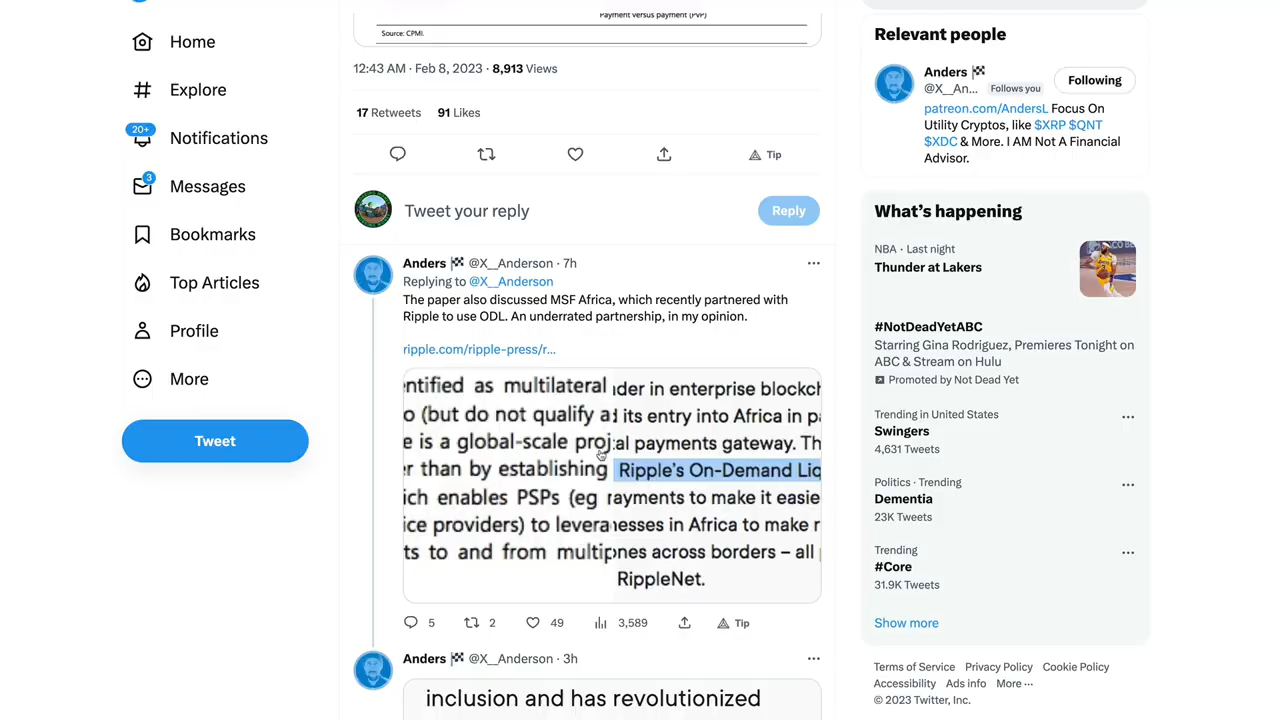 Payment versus payment (PvP)
Source: CPMI.
12:43 AM · Feb 8, 2023 · 8,913 Views
17 Retweets 91 Likes
Tip
Tweet your reply
Reply
Anders @X__Anderson · 7h
Replying to @X__Anderson
The paper also discussed MSF Africa, which recently partnered with
Ripple to use ODL. An underrated partnership, in my opinion.
ripple.com/ripple-press/r...
entified as multilateral
o (but do not qualify a
e is a global-scale proj
r than by establishing
ich enables PSPs (eg
ice providers) to levera
ts to and from multip
der in enterprise blockch
d its entry into Africa in pa
al payments gateway. Th
Ripple's On-Demand Liq
ayments to make it easie
nesses in Africa to make r
ones across borders – all
RippleNet.
5 2 49 3,589 Tip
Anders @X__Anderson · 3h
inclusion and has revolutionized
Home
Explore
20+
Notifications
3
Messages
Bookmarks
Top Articles
Profile
More
Tweet
Relevant people
Anders
@X__An... Follows you
Following
patreon.com/AndersL Focus On
Utility Cryptos, like $XRP $QNT
$XDC & More. I AM Not A Financial
Advisor.
What's happening
NBA · Last night
Thunder at Lakers
#NotDeadYetABC
Starring Gina Rodriguez, Premieres Tonight on
ABC & Stream on Hulu
Promoted by Not Dead Yet
Trending in United States
Swingers
4,631 Tweets
Politics · Trending
Dementia
23K Tweets
Trending
#Core
31.9K Tweets
Show more
Terms of Service Privacy Policy Cookie Policy
Accessibility Ads info More ...
© 2023 Twitter, Inc.